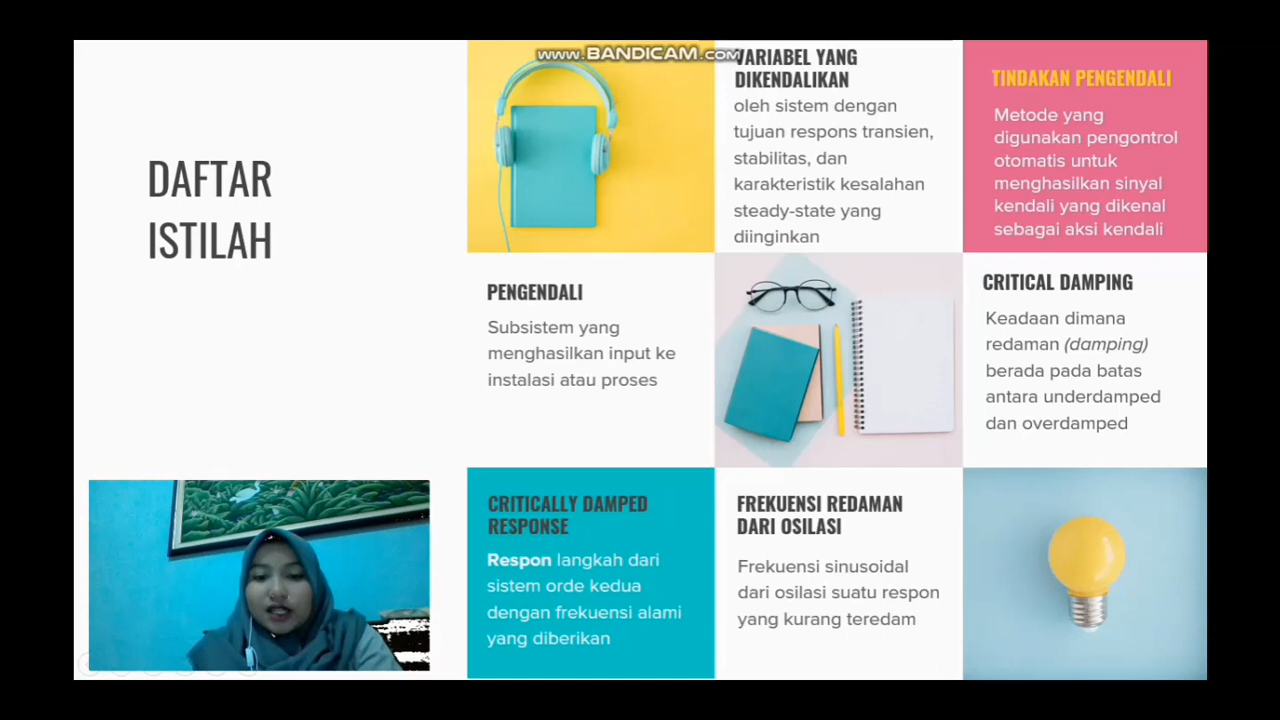 www.BANDICAM.com
DAFTAR
ISTILAH
VARIABEL YANG
DIKENDALIKAN
oleh sistem dengan
tujuan respons transien,
stabilitas, dan
karakteristik kesalahan
steady-state yang
diinginkan
TINDAKAN PENGENDALI
Metode yang
digunakan pengontrol
otomatis untuk
menghasilkan sinyal
kendali yang dikenal
sebagai aksi kendali
PENGENDALI
Subsistem yang
menghasilkan input ke
instalasi atau proses
CRITICAL DAMPING
Keadaan dimana
redaman (damping)
berada pada batas
antara underdamped
dan overdamped
CRITICALLY DAMPED
RESPONSE
Respon langkah dari
sistem orde kedua
dengan frekuensi alami
yang diberikan
FREKUENSI REDAMAN
DARI OSILASI
Frekuensi sinusoidal
dari osilasi suatu respon
yang kurang teredam